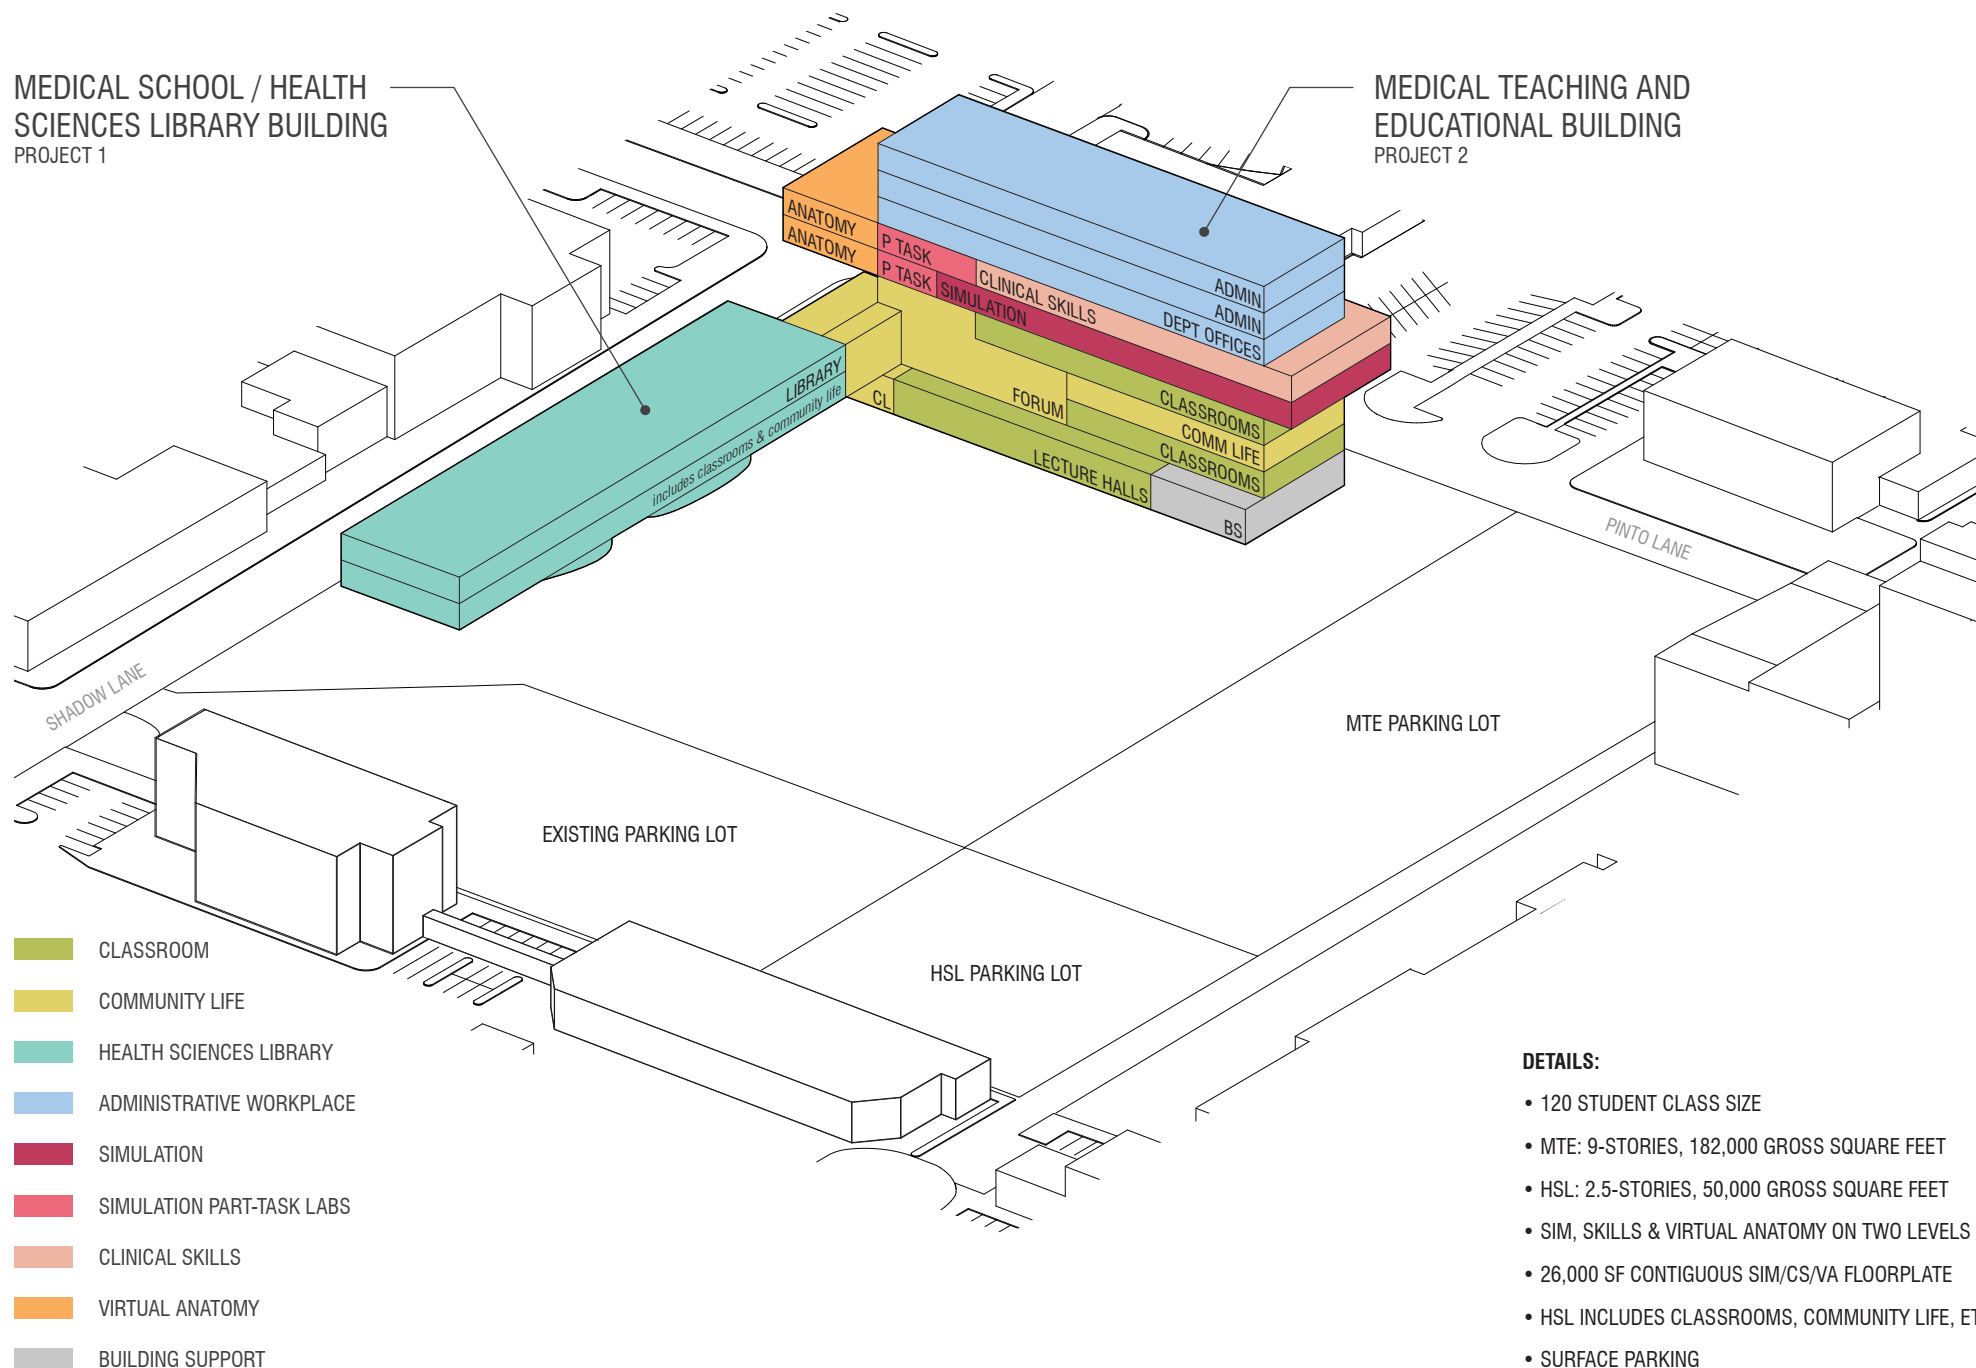 MEDICAL SCHOOL / HEALTH
SCIENCES LIBRARY BUILDING
PROJECT 1
MEDICAL TEACHING AND
EDUCATIONAL BUILDING
PROJECT 2
ANATOMY
ANATOMY
P TASK
P TASK
SIMULATION
CLINICAL SKILLS
ADMIN
ADMIN
DEPT OFFICES
LIBRARY
includes classrooms & community life
CL
FORUM
CLASSROOMS
COMM LIFE
CLASSROOMS
LECTURE HALLS
BS
PINTO LANE
SHADOW LANE
MTE PARKING LOT
EXISTING PARKING LOT
HSL PARKING LOT
CLASSROOM
COMMUNITY LIFE
HEALTH SCIENCES LIBRARY
ADMINISTRATIVE WORKPLACE
SIMULATION
SIMULATION PART-TASK LABS
CLINICAL SKILLS
VIRTUAL ANATOMY
BUILDING SUPPORT
DETAILS:
• 120 STUDENT CLASS SIZE
• MTE: 9-STORIES, 182,000 GROSS SQUARE FEET
• HSL: 2.5-STORIES, 50,000 GROSS SQUARE FEET
• SIM, SKILLS & VIRTUAL ANATOMY ON TWO LEVELS
• 26,000 SF CONTIGUOUS SIM/CS/VA FLOORPLATE
• HSL INCLUDES CLASSROOMS, COMMUNITY LIFE,
• SURFACE PARKING